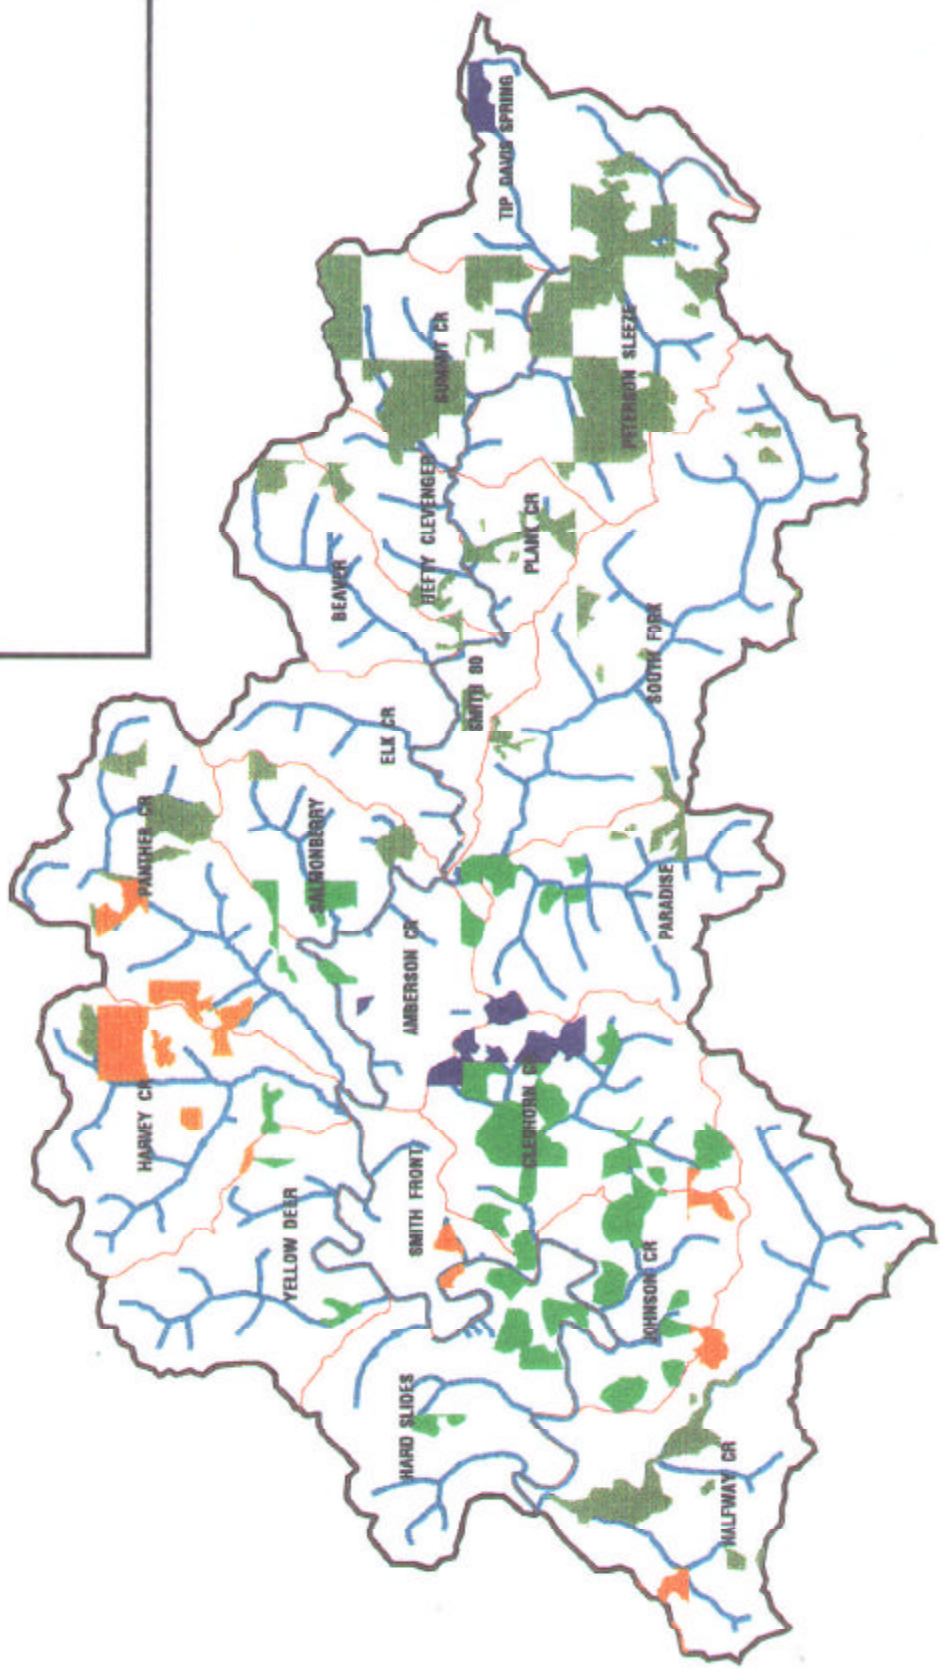 TIP DAVIS SPRING
SUMMIT CR
PETERSON SLEEZE
HEFTY CLEVENGER
PLANK CR
BEAVER
SMITH 80
SOUTH FORK
ELK CR
PANTHER CR
SALMONBERRY
PARADISE
AMBERSON CR
HARVEY CR
CLEGHORN CR
SMITH FRONT
YELLOW DEER
JOHNSON CR
HARD SLIDES
HALFWAY CR